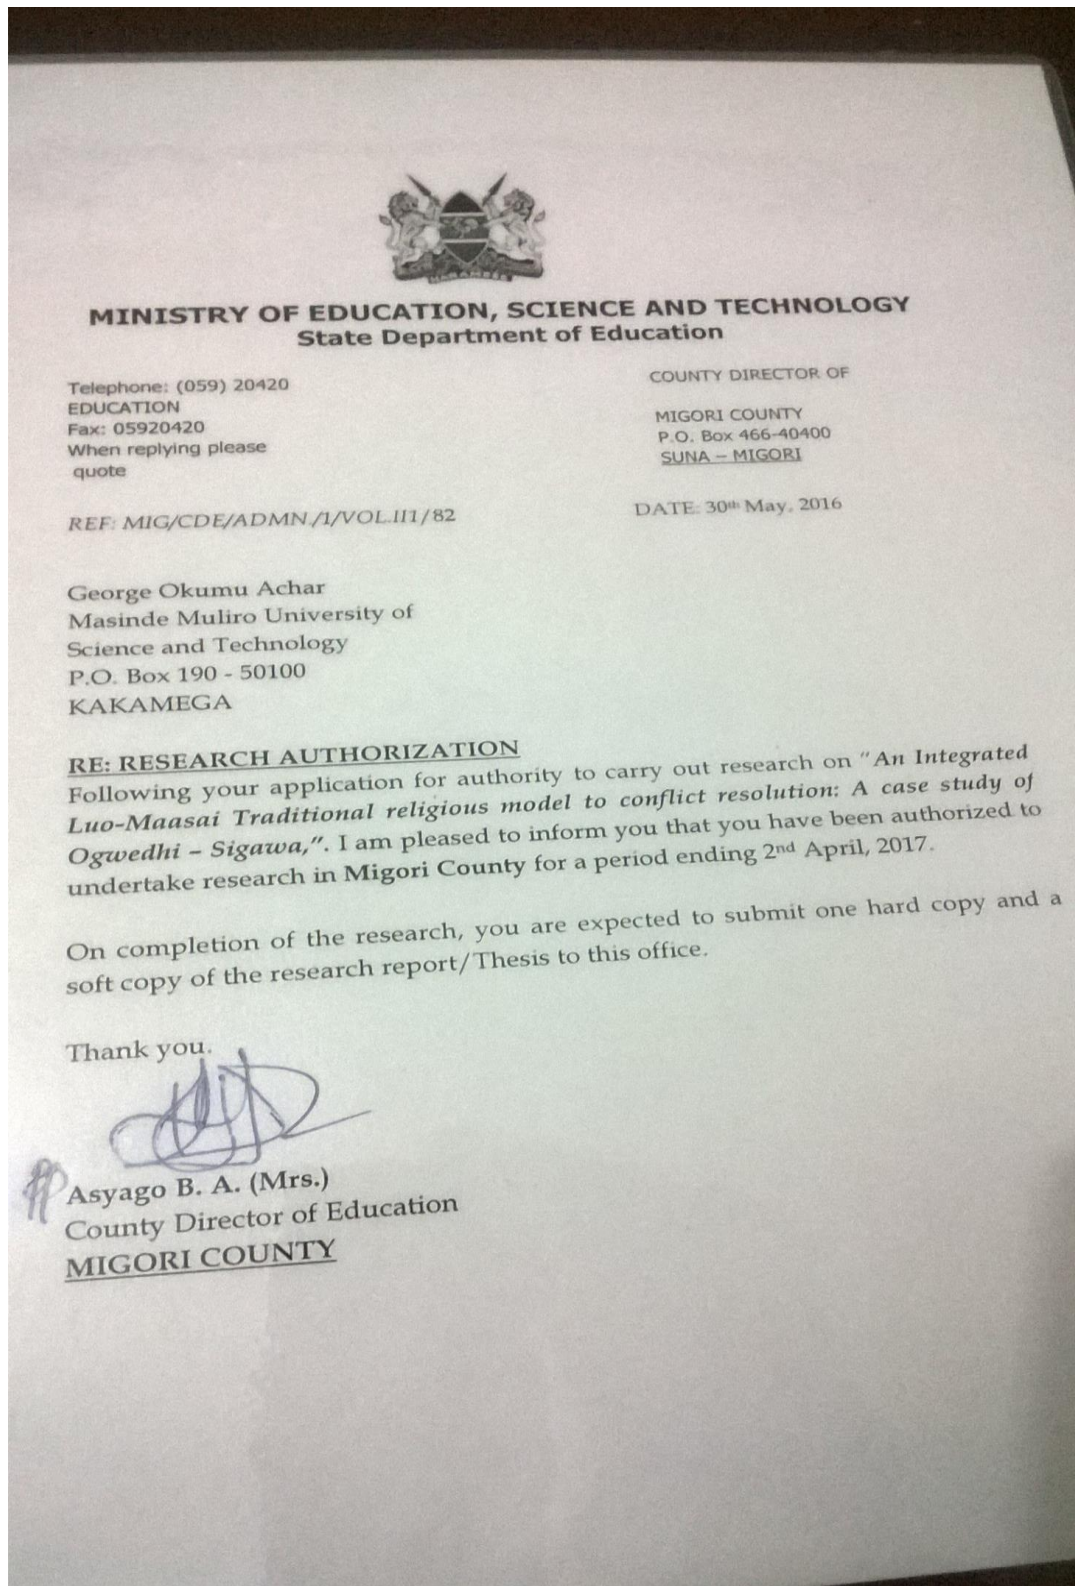 HARAMBEE
MINISTRY OF EDUCATION, SCIENCE AND TECHNOLOGY
State Department of Education
Telephone: (059) 20420
EDUCATION
Fax: 05920420
When replying please
quote
COUNTY DIRECTOR OF
MIGORI COUNTY
P.O. Box 466-40400
SUNA – MIGORI
REF: MIG/CDE/ADMN./1/VOL.III1/82
DATE: 30th May, 2016
George Okumu Achar
Masinde Muliro University of
Science and Technology
P.O. Box 190 - 50100
KAKAMEGA
RE: RESEARCH AUTHORIZATION
Following your application for authority to carry out research on "An Integrated
Luo-Maasai Traditional religious model to conflict resolution: A case study of
Ogwedhi – Sigawa,". I am pleased to inform you that you have been authorized to
undertake research in Migori County for a period ending 2nd April, 2017.
On completion of the research, you are expected to submit one hard copy and a
soft copy of the research report/Thesis to this office.
Thank you.
pp Asyago B. A. (Mrs.)
County Director of Education
MIGORI COUNTY